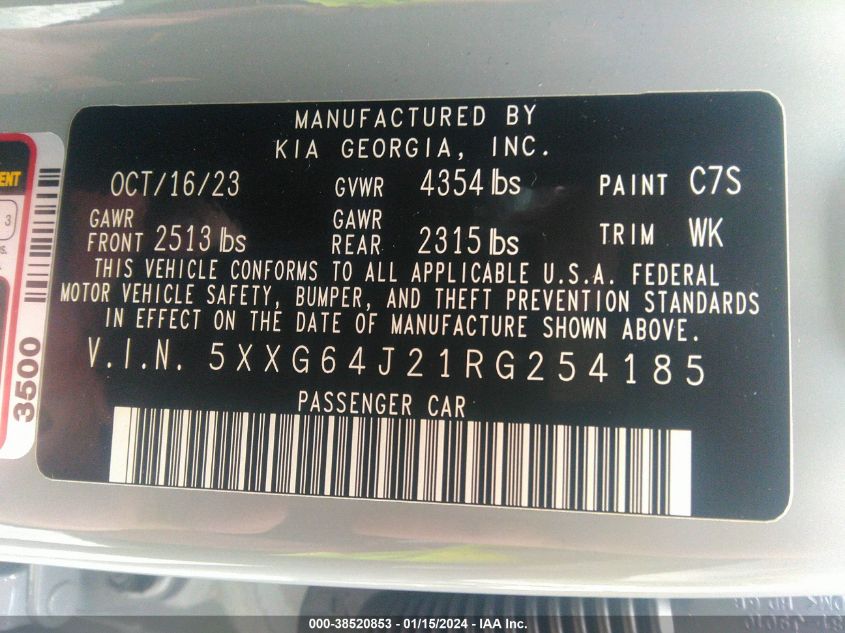 MANUFACTURED BY
KIA GEORGIA, INC.
OCT/16/23 GVWR 4354 lbs PAINT C7S
GAWR FRONT 2513 lbs GAWR REAR 2315 lbs TRIM WK
THIS VEHICLE CONFORMS TO ALL APPLICABLE U.S.A. FEDERAL
MOTOR VEHICLE SAFETY, BUMPER, AND THEFT PREVENTION STANDARDS
IN EFFECT ON THE DATE OF MANUFACTURE SHOWN ABOVE.
V.I.N. 5XXG64J21RG254185
PASSENGER CAR
3500
3
000-38520853 - 01/15/2024 - IAA Inc.